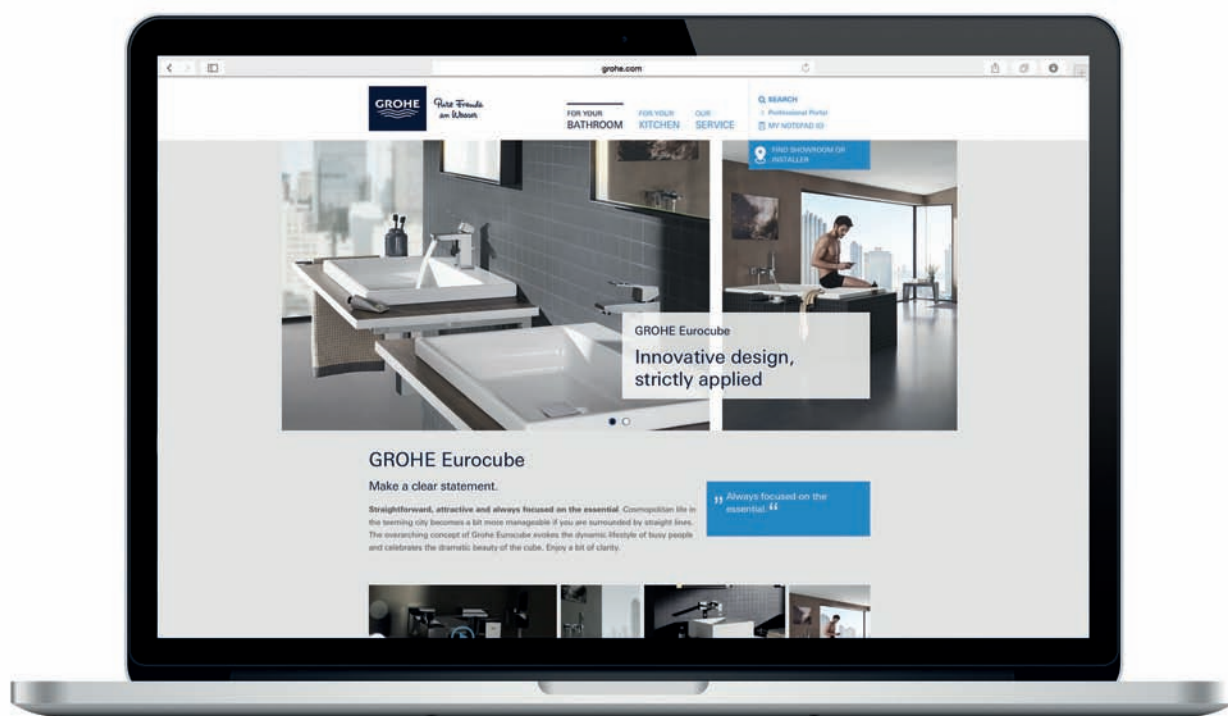 grohe.com
GROHE
Pure Freude
an Wasser
FOR YOUR
BATHROOM
FOR YOUR
KITCHEN
OUR
SERVICE
SEARCH
Professional Portal
MY NOTEPAD (0)
FIND SHOWROOM OR
INSTALLER
GROHE Eurocube
Innovative design,
strictly applied
GROHE Eurocube
Make a clear statement.
Straightforward, attractive and always focused on the essential. Cosmopolitan life in
the teeming city becomes a bit more manageable if you are surrounded by straight lines.
The overarching concept of Grohe Eurocube evokes the dynamic lifestyle of busy people
and celebrates the dramatic beauty of the cube. Enjoy a bit of clarity.
„ Always focused on the
essential. “